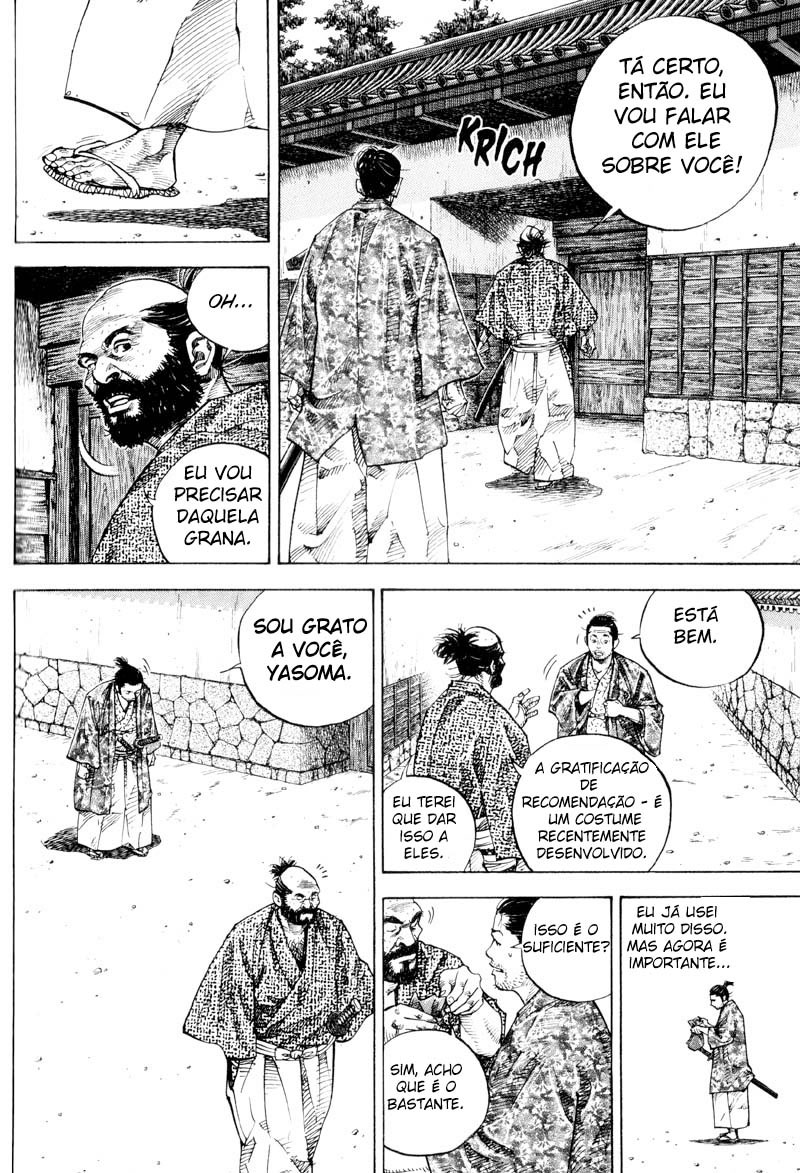 TÁ CERTO,
ENTÃO. EU
VOU FALAR
COM ELE
SOBRE VOCÊ!
KRICH
OH...
EU VOU
PRECISAR
DAQUELA
GRANA.
ESTÁ
BEM.
A GRATIFICAÇÃO
DE
RECOMENDAÇÃO - É
UM COSTUME
RECENTEMENTE
DESENVOLVIDO.
EU TEREI
QUE DAR
ISSO A
ELES.
SOU GRATO
A VOCÊ,
YASOMA.
EU JÁ USEI
MUITO DISSO.
MAS AGORA É
IMPORTANTE...
ISSO É O
SUFICIENTE?
SIM, ACHO
QUE É O
BASTANTE.